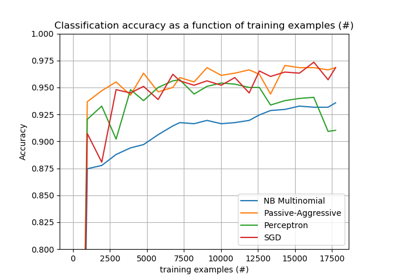 Classification accuracy as a function of training examples (#)
1.000
0.975
0.950
0.925
0.900
0.875
0.850
0.825
0.800
Accuracy
NB Multinomial
Passive-Aggressive
Perceptron
SGD
0 2500 5000 7500 10000 12500 15000 17500
training examples (#)